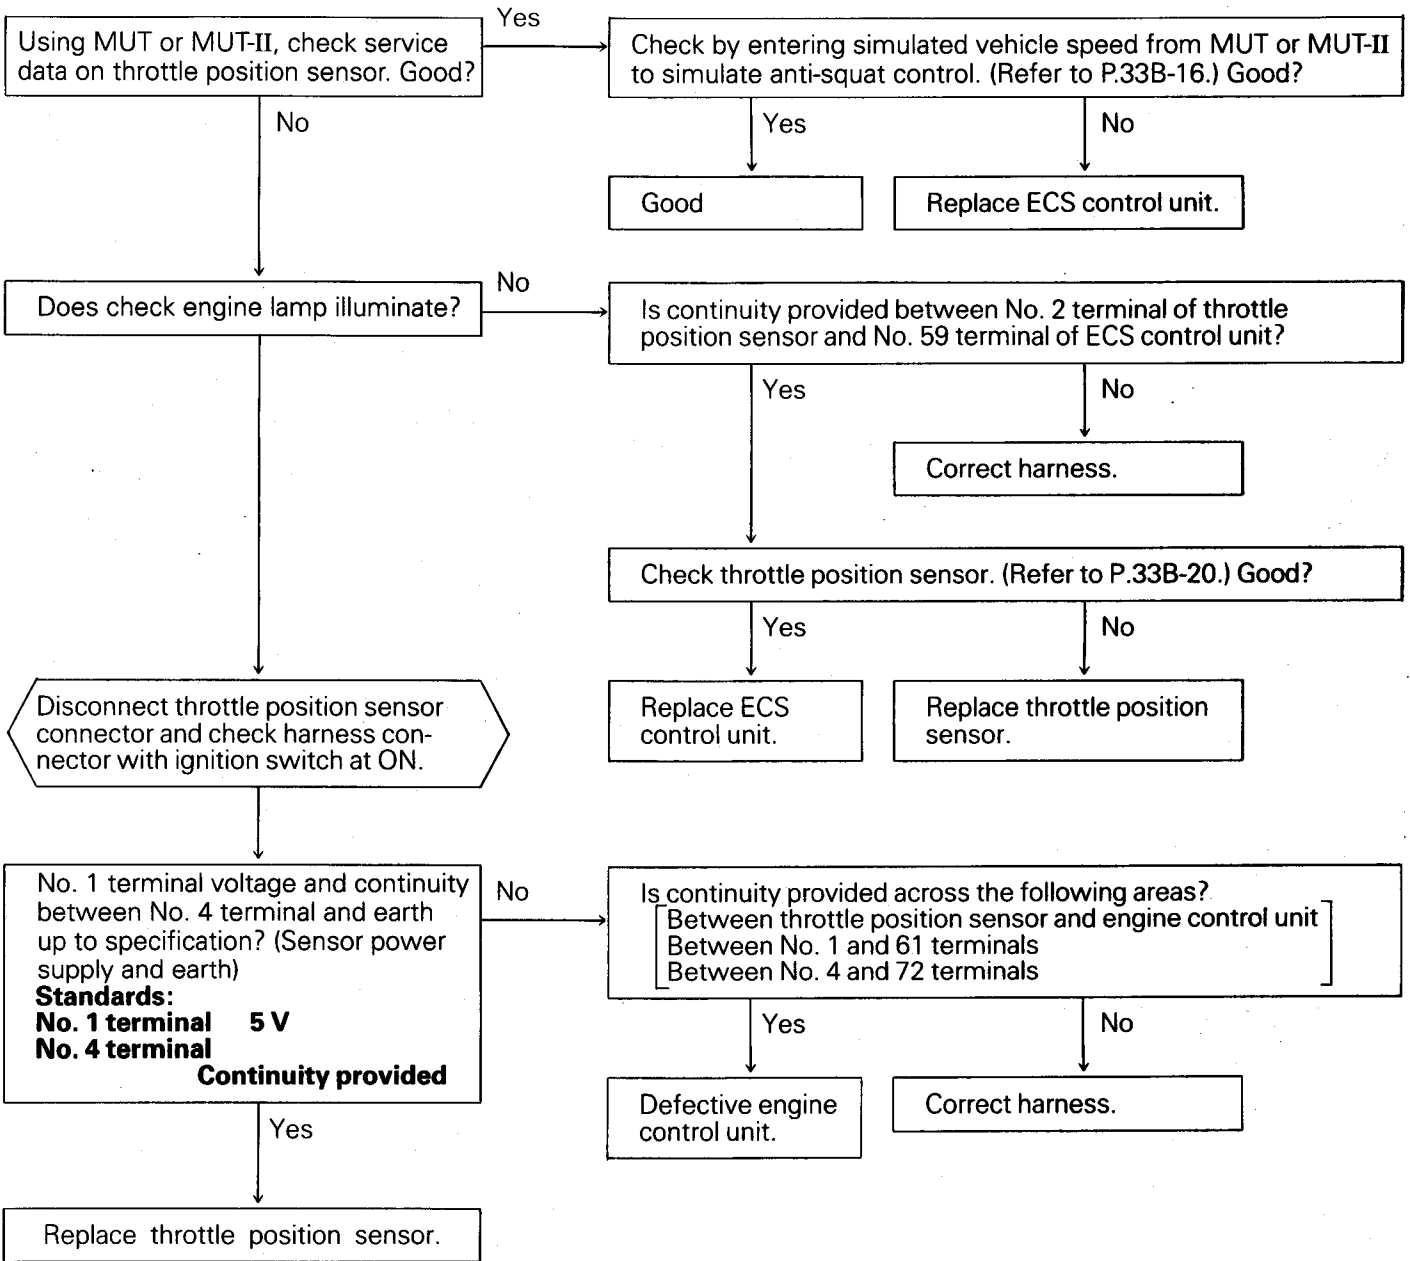 Using MUT or MUT-II, check service
data on throttle position sensor. Good?
Yes
Check by entering simulated vehicle speed from MUT or MUT-II
to simulate anti-squat control. (Refer to P.33B-16.) Good?
No
Yes
No
Good
Replace ECS control unit.
Does check engine lamp illuminate?
No
Is continuity provided between No. 2 terminal of throttle
position sensor and No. 59 terminal of ECS control unit?
Yes
No
Correct harness.
Check throttle position sensor. (Refer to P.33B-20.) Good?
Yes
No
Replace ECS
control unit.
Replace throttle position
sensor.
Disconnect throttle position sensor
connector and check harness con-
nector with ignition switch at ON.
No. 1 terminal voltage and continuity
between No. 4 terminal and earth
up to specification? (Sensor power
supply and earth)
Standards:
No. 1 terminal 5 V
No. 4 terminal
Continuity provided
No
Is continuity provided across the following areas?
Between throttle position sensor and engine control unit
Between No. 1 and 61 terminals
Between No. 4 and 72 terminals
Yes
No
Defective engine
control unit.
Correct harness.
Yes
Replace throttle position sensor.